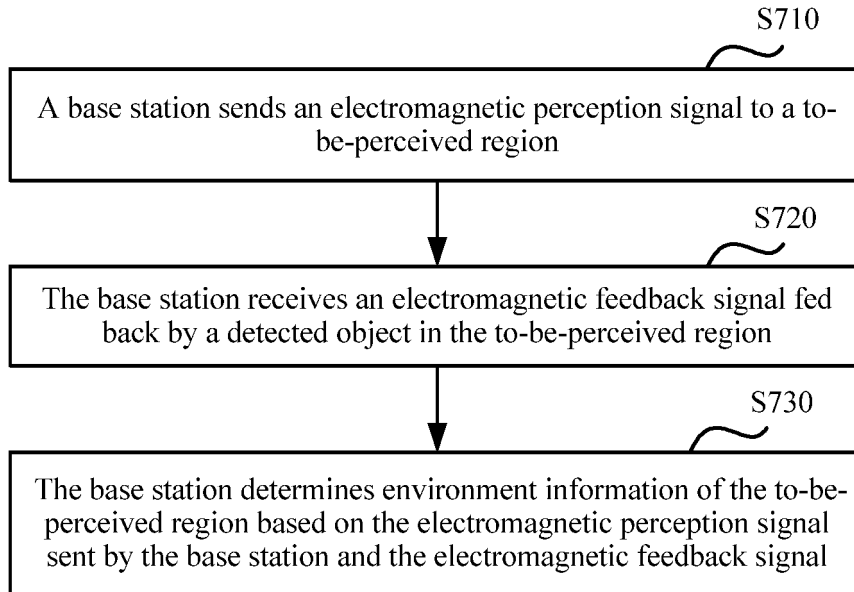 S710
A base station sends an electromagnetic perception signal to a to-
be-perceived region
S720
The base station receives an electromagnetic feedback signal fed
back by a detected object in the to-be-perceived region
S730
The base station determines environment information of the to-be-
perceived region based on the electromagnetic perception signal
sent by the base station and the electromagnetic feedback signal